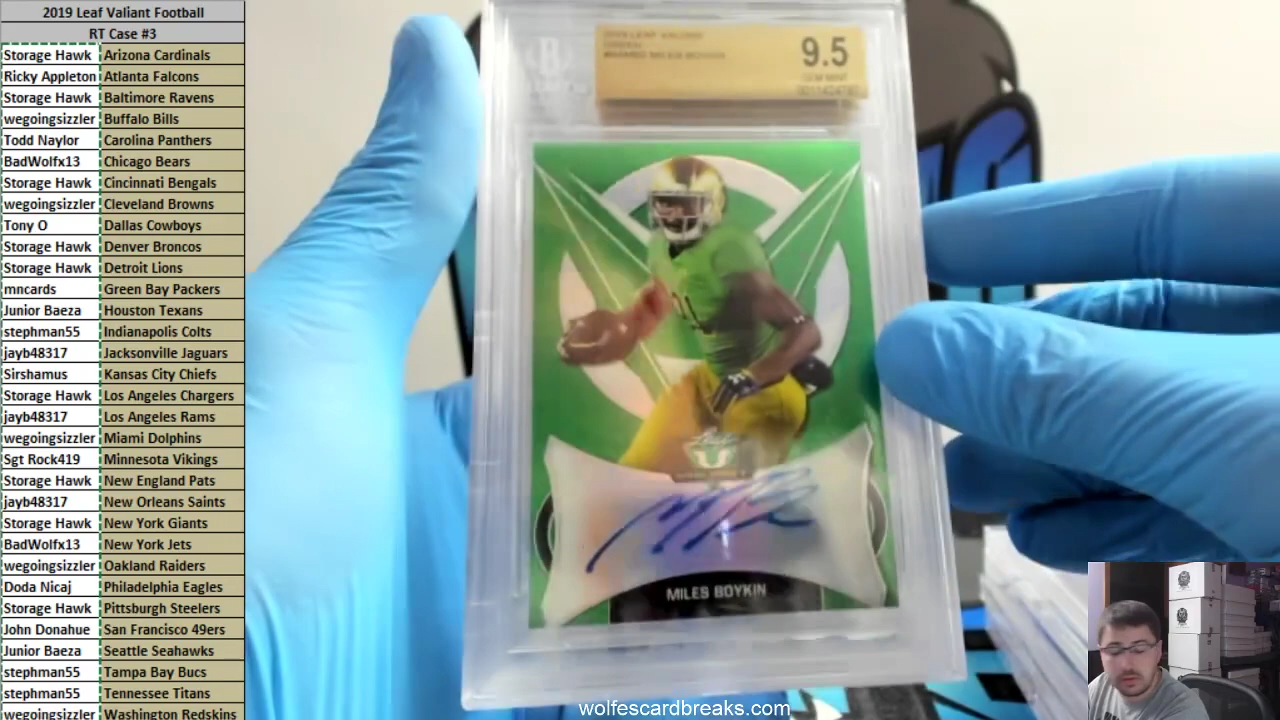 2019 Leaf Valiant Football
RT Case #3
Storage Hawk Arizona Cardinals
Ricky Appleton Atlanta Falcons
Storage Hawk Baltimore Ravens
wegoingsizzler Buffalo Bills
Todd Naylor Carolina Panthers
BadWolfx13 Chicago Bears
Storage Hawk Cincinnati Bengals
wegoingsizzler Cleveland Browns
Tony O Dallas Cowboys
Storage Hawk Denver Broncos
Storage Hawk Detroit Lions
mncards Green Bay Packers
Junior Baeza Houston Texans
stephman55 Indianapolis Colts
jayb48317 Jacksonville Jaguars
Sirshamus Kansas City Chiefs
Storage Hawk Los Angeles Chargers
jayb48317 Los Angeles Rams
wegoingsizzler Miami Dolphins
Sgt Rock419 Minnesota Vikings
Storage Hawk New England Pats
jayb48317 New Orleans Saints
Storage Hawk New York Giants
BadWolfx13 New York Jets
wegoingsizzler Oakland Raiders
Doda Nicaj Philadelphia Eagles
Storage Hawk Pittsburgh Steelers
John Donahue San Francisco 49ers
Junior Baeza Seattle Seahawks
stephman55 Tampa Bay Bucs
stephman55 Tennessee Titans
wegoingsizzler Washington Redskins
9.5
GEM MINT
MILES BOYKIN
wolfescardbreaks.com